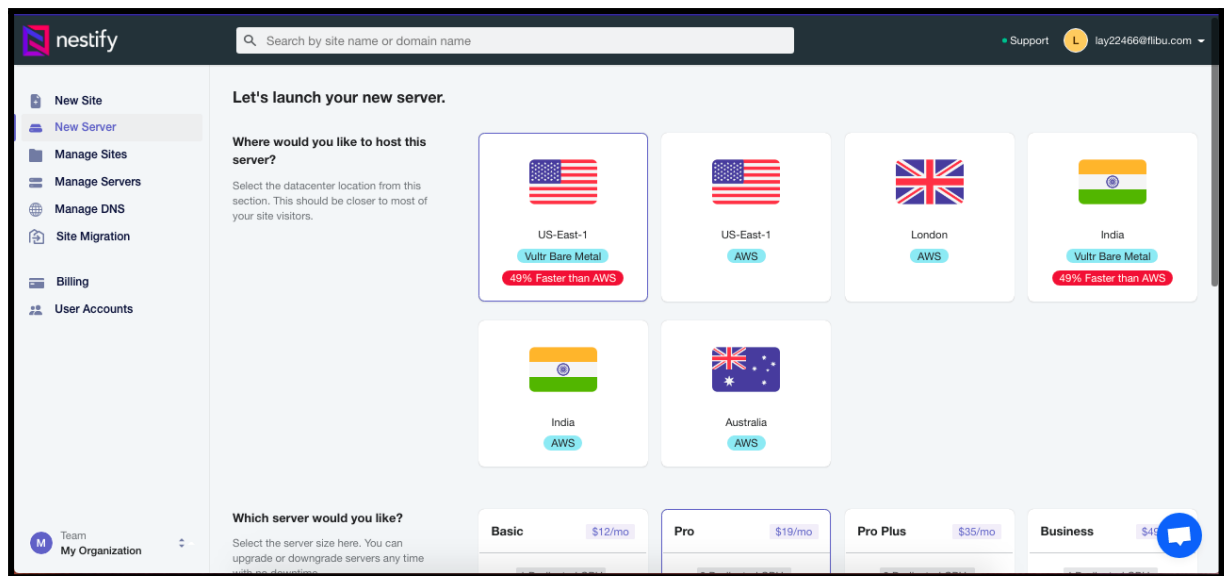 nestify
Search by site name or domain name
Support
L
lay22466@flibu.com
New Site
New Server
Manage Sites
Manage Servers
Manage DNS
Site Migration
Billing
User Accounts
M
Team
My Organization
Let's launch your new server.
Where would you like to host this
server?
Select the datacenter location from this
section. This should be closer to most of
your site visitors.
US-East-1
Vultr Bare Metal
49% Faster than AWS
US-East-1
AWS
London
AWS
India
Vultr Bare Metal
49% Faster than AWS
India
AWS
Australia
AWS
Which server would you like?
Select the server size here. You can
upgrade or downgrade servers any time
with no downtime.
Basic
$12/mo
Pro
$19/mo
Pro Plus
$35/mo
Business